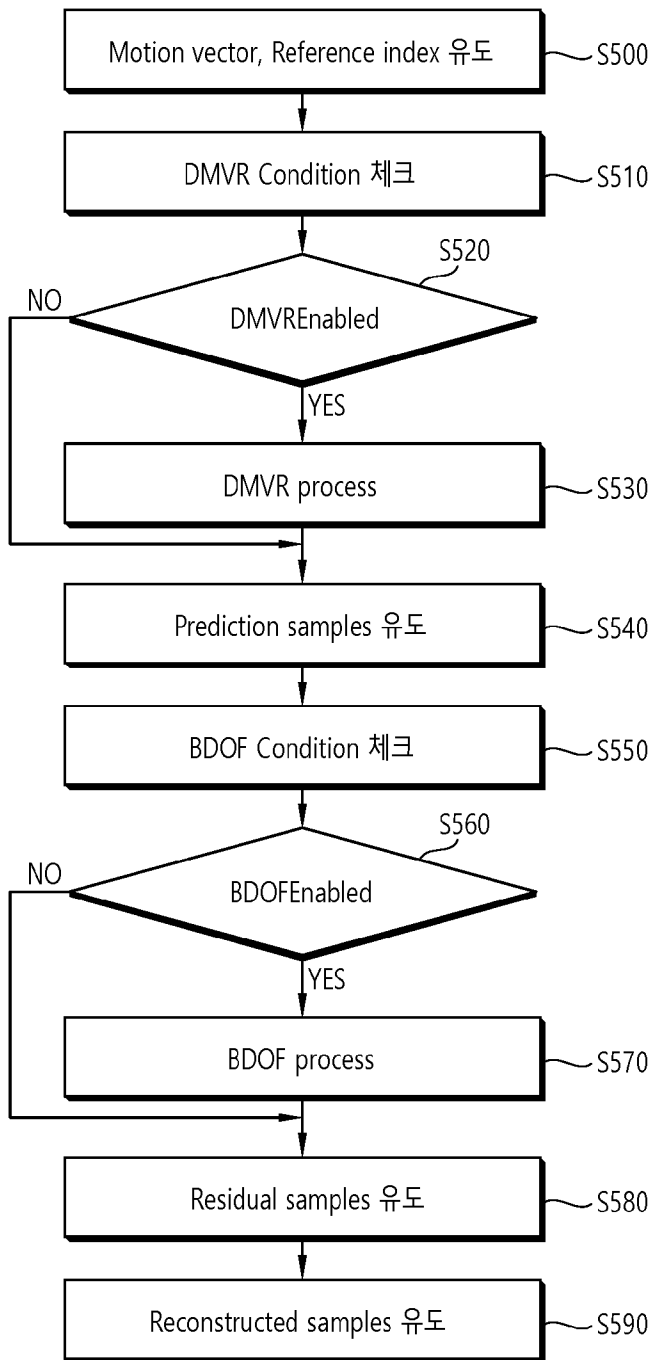 Motion vector, Reference index 유도
S500
DMVR Condition 체크
S510
S520
NO
DMVREnabled
YES
DMVR process
S530
Prediction samples 유도
S540
BDOF Condition 체크
S550
S560
NO
BDOFEnabled
YES
BDOF process
S570
Residual samples 유도
S580
Reconstructed samples 유도
S590